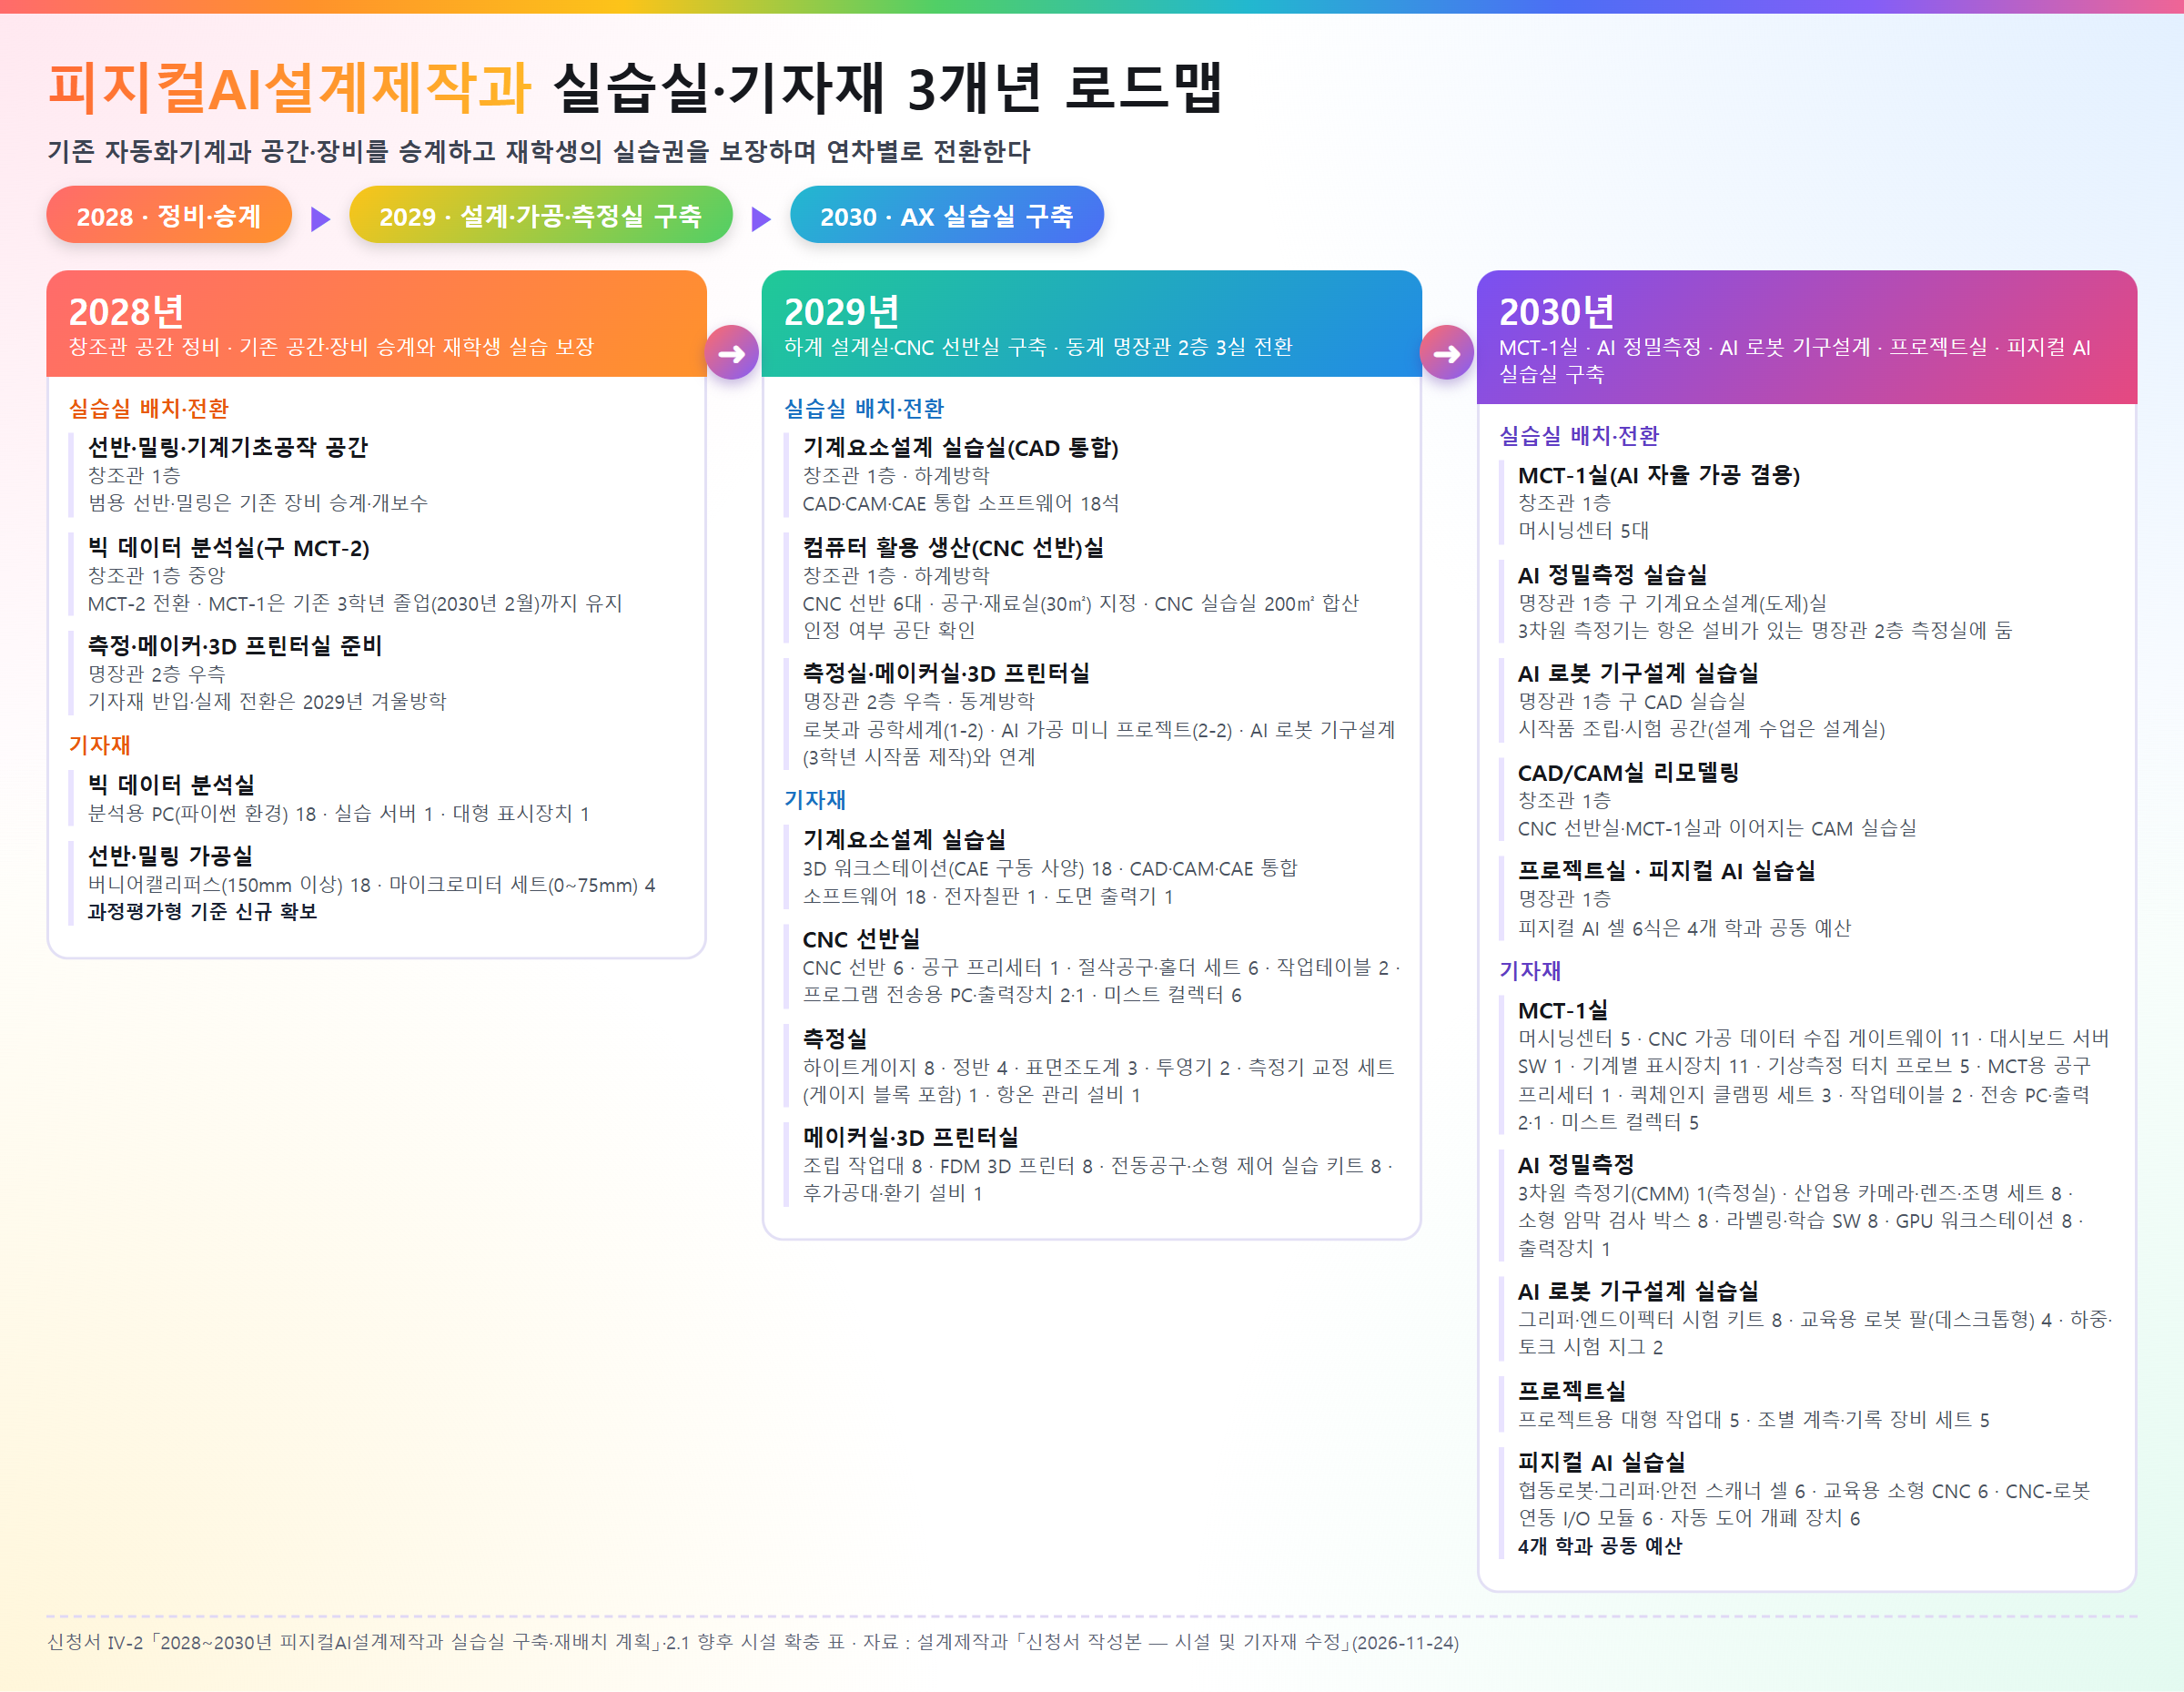 피지컬AI설계제작과 실습실·기자재 3개년 로드맵
기존 자동화기계과 공간·장비를 승계하고 재학생의 실습권을 보장하며 연차별로 전환한다
2028 · 정비·승계
2029 · 설계·가공·측정실 구축
2030 · AX 실습실 구축
2028년
창조관 공간 정비 · 기존 공간·장비 승계와 재학생 실습 보장
실습실 배치·전환
선반·밀링·기계기초공작 공간
창조관 1층
범용 선반·밀링은 기존 장비 승계·개보수
빅 데이터 분석실(구 MCT-2)
창조관 1층 중앙
MCT-2 전환 · MCT-1은 기존 3학년 졸업(2030년 2월)까지 유지
측정·메이커·3D 프린터실 준비
명장관 2층 우측
기자재 반입·실제 전환은 2029년 겨울방학
기자재
빅 데이터 분석실
분석용 PC(파이썬 환경) 18 · 실습 서버 1 · 대형 표시장치 1
선반·밀링 가공실
버니어캘리퍼스(150mm 이상) 18 · 마이크로미터 세트(0~75mm) 4
과정평가형 기준 신규 확보
2029년
하계 설계실·CNC 선반실 구축 · 동계 명장관 2층 3실 전환
실습실 배치·전환
기계요소설계 실습실(CAD 통합)
창조관 1층 · 하계방학
CAD·CAM·CAE 통합 소프트웨어 18석
컴퓨터 활용 생산(CNC 선반)실
창조관 1층 · 하계방학
CNC 선반 6대 · 공구·재료실(30㎡) 지정 · CNC 실습실 200㎡ 합산
인정 여부 공단 확인
측정실·메이커실·3D 프린터실
명장관 2층 우측 · 동계방학
로봇과 공학세계(1-2) · AI 가공 미니 프로젝트(2-2) · AI 로봇 기구설계
(3학년 시작품 제작)와 연계
기자재
기계요소설계 실습실
3D 워크스테이션(CAE 구동 사양) 18 · CAD·CAM·CAE 통합
소프트웨어 18 · 전자칠판 1 · 도면 출력기 1
CNC 선반실
CNC 선반 6 · 공구 프리세터 1 · 절삭공구·홀더 세트 6 · 작업테이블 2 ·
프로그램 전송용 PC·출력장치 2·1 · 미스트 컬렉터 6
측정실
하이트게이지 8 · 정반 4 · 표면조도계 3 · 투영기 2 · 측정기 교정 세트
(게이지 블록 포함) 1 · 항온 관리 설비 1
메이커실·3D 프린터실
조립 작업대 8 · FDM 3D 프린터 8 · 전동공구·소형 제어 실습 키트 8 ·
후가공대·환기 설비 1
2030년
MCT-1실 · AI 정밀측정 · AI 로봇 기구설계 · 프로젝트실 · 피지컬 AI
실습실 구축
실습실 배치·전환
MCT-1실(AI 자율 가공 겸용)
창조관 1층
머시닝센터 5대
AI 정밀측정 실습실
명장관 1층 구 기계요소설계(도제)실
3차원 측정기는 항온 설비가 있는 명장관 2층 측정실에 둠
AI 로봇 기구설계 실습실
명장관 1층 구 CAD 실습실
시작품 조립·시험 공간(설계 수업은 설계실)
CAD/CAM실 리모델링
창조관 1층
CNC 선반실·MCT-1실과 이어지는 CAM 실습실
프로젝트실 · 피지컬 AI 실습실
명장관 1층
피지컬 AI 셀 6식은 4개 학과 공동 예산
기자재
MCT-1실
머시닝센터 5 · CNC 가공 데이터 수집 게이트웨이 11 · 대시보드 서버
SW 1 · 기계별 표시장치 11 · 기상측정 터치 프로브 5 · MCT용 공구
프리세터 1 · 퀵체인지 클램핑 세트 3 · 작업테이블 2 · 전송 PC·출력
2·1 · 미스트 컬렉터 5
AI 정밀측정
3차원 측정기(CMM) 1(측정실) · 산업용 카메라·렌즈·조명 세트 8 ·
소형 암막 검사 박스 8 · 라벨링·학습 SW 8 · GPU 워크스테이션 8 ·
출력장치 1
AI 로봇 기구설계 실습실
그리퍼·엔드이펙터 시험 키트 8 · 교육용 로봇 팔(데스크톱형) 4 · 하중·
토크 시험 지그 2
프로젝트실
프로젝트용 대형 작업대 5 · 조별 계측·기록 장비 세트 5
피지컬 AI 실습실
협동로봇·그리퍼·안전 스캐너 셀 6 · 교육용 소형 CNC 6 · CNC-로봇
연동 I/O 모듈 6 · 자동 도어 개폐 장치 6
4개 학과 공동 예산
신청서 IV-2 「2028~2030년 피지컬AI설계제작과 실습실 구축·재배치 계획」·2.1 향후 시설 확충 표 · 자료 : 설계제작과 「신청서 작성본 — 시설 및 기자재 수정」(2026-11-24)